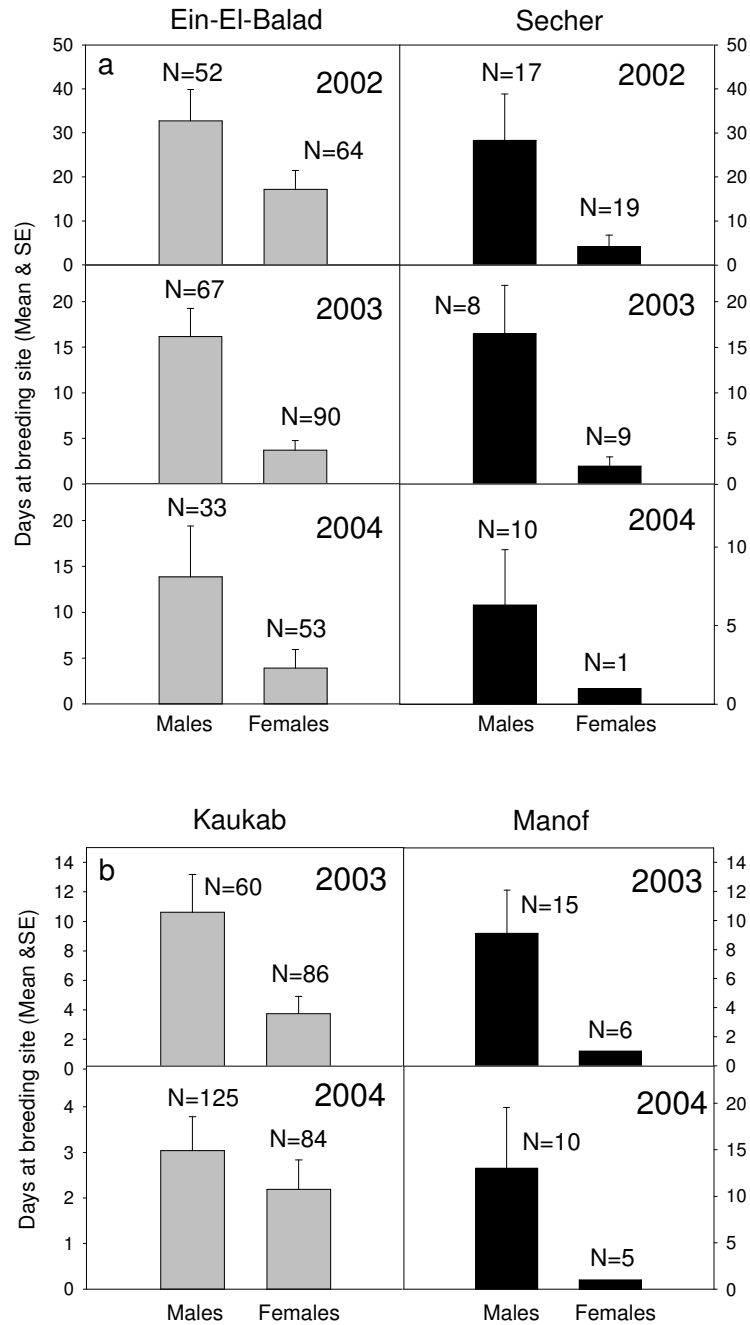 Ein-El-Balad
Secher
Days at breeding site (Mean & SE)
a
50
40
30
20
10
0
N=52
N=64
2002
N=17
N=19
2002
50
40
30
20
10
0
20
15
10
5
0
N=67
N=90
2003
N=8
N=9
2003
20
15
10
5
0
20
15
10
5
0
N=33
N=53
2004
N=10
N=1
2004
10
5
0
Males Females
Males Females
Kaukab
Manof
Days at breeding site (Mean &SE)
b
14
12
10
8
6
4
2
0
N=60
N=86
2003
N=15
N=6
2003
14
12
10
8
6
4
2
0
4
3
2
1
0
N=125
N=84
2004
N=10
N=5
2004
20
15
10
5
0
Males Females
Males Females